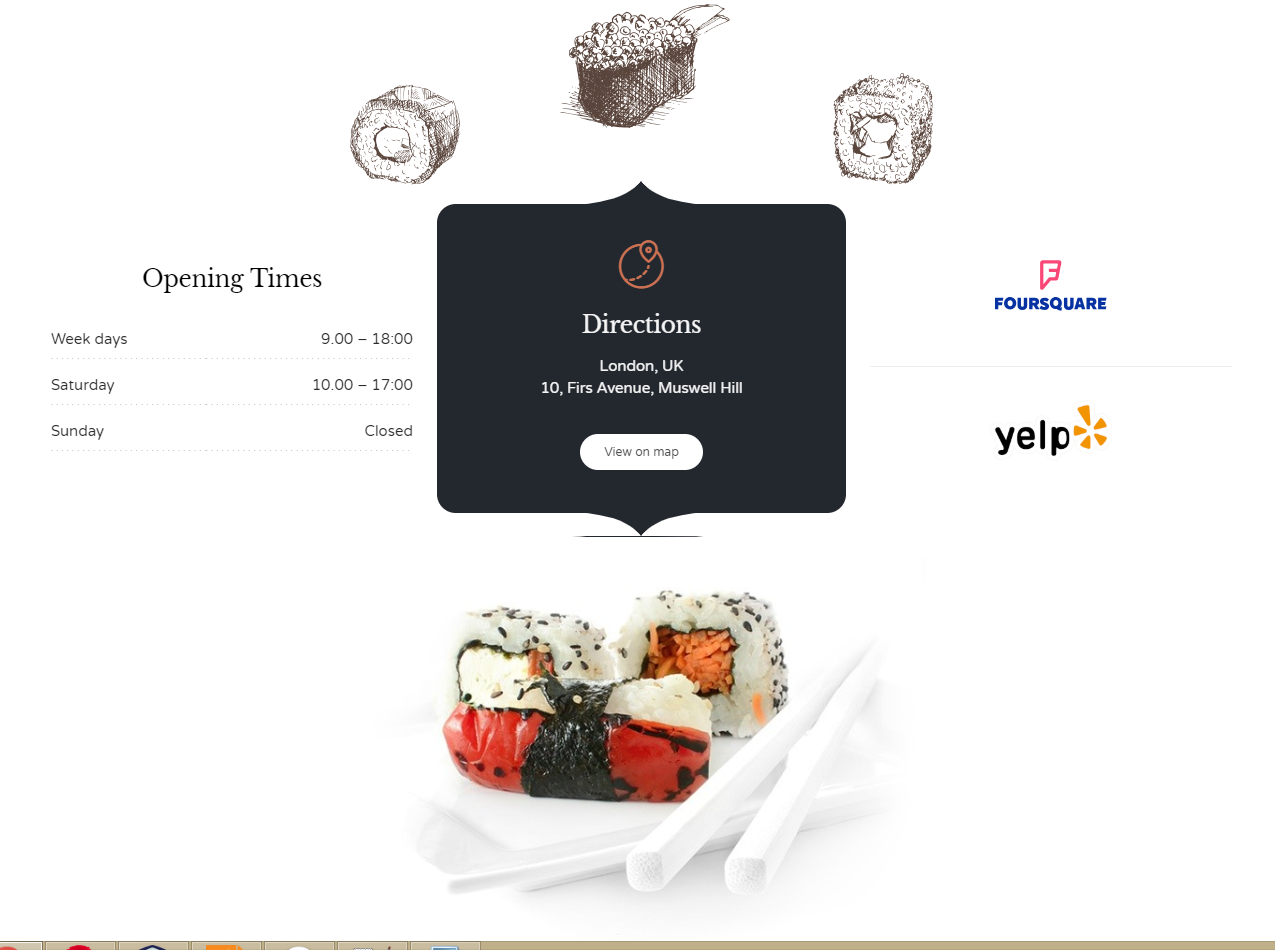 Opening Times
Week days 9.00 – 18:00
Saturday 10.00 – 17:00
Sunday Closed
Directions
London, UK
10, Firs Avenue, Muswell Hill
View on map
FOURSQUARE
yelp